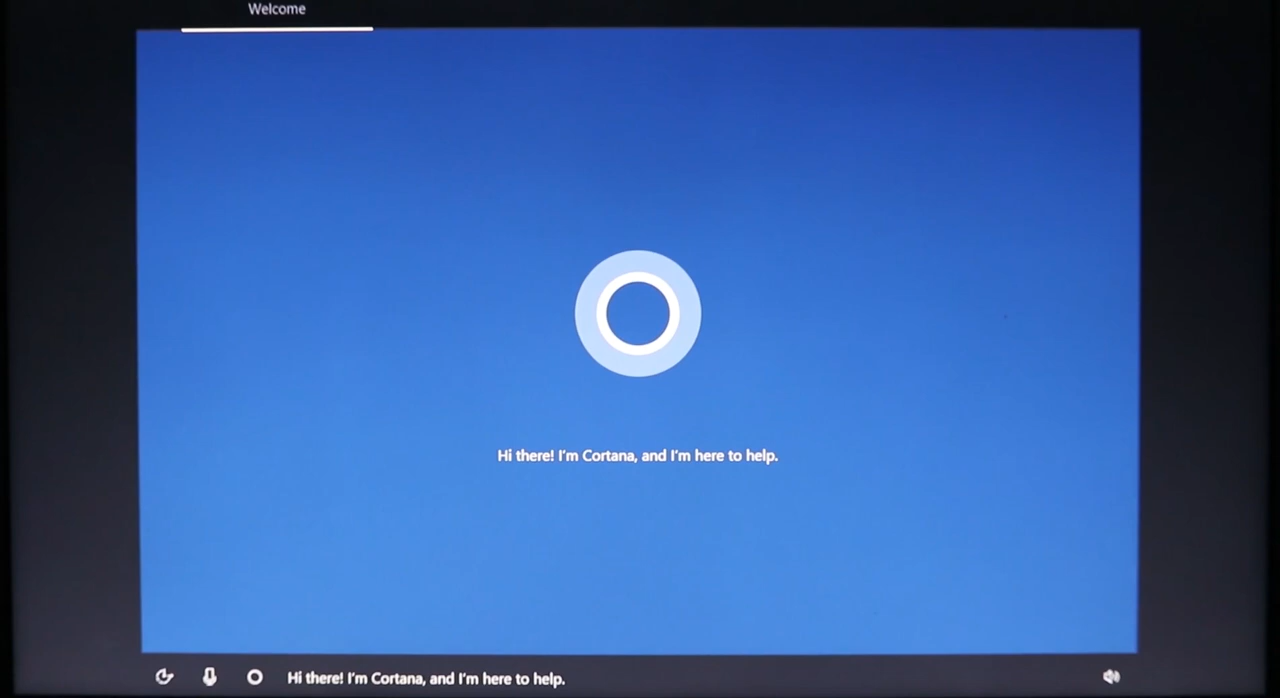 Welcome
Hi there! I'm Cortana, and I'm here to help.
Hi there! I'm Cortana, and I'm here to help.